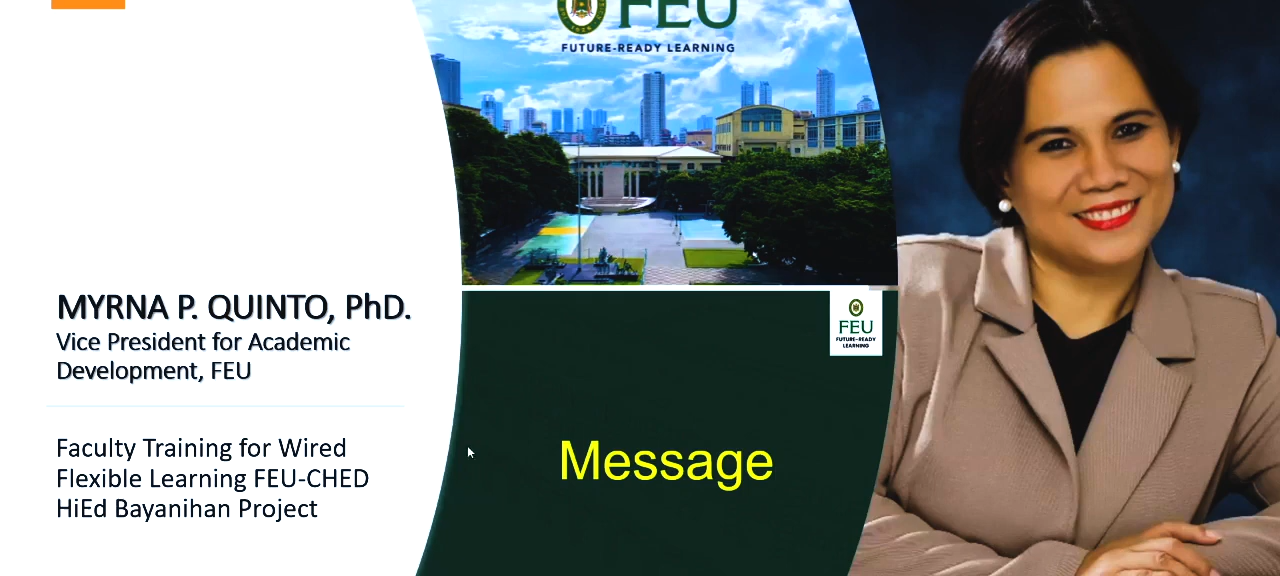 MYRNA P. QUINTO, PhD.
Vice President for Academic
Development, FEU
Faculty Training for Wired
Flexible Learning FEU-CHED
HiEd Bayanihan Project
FEU
FUTURE-READY LEARNING
FEU
FUTURE-READY
LEARNING
Message